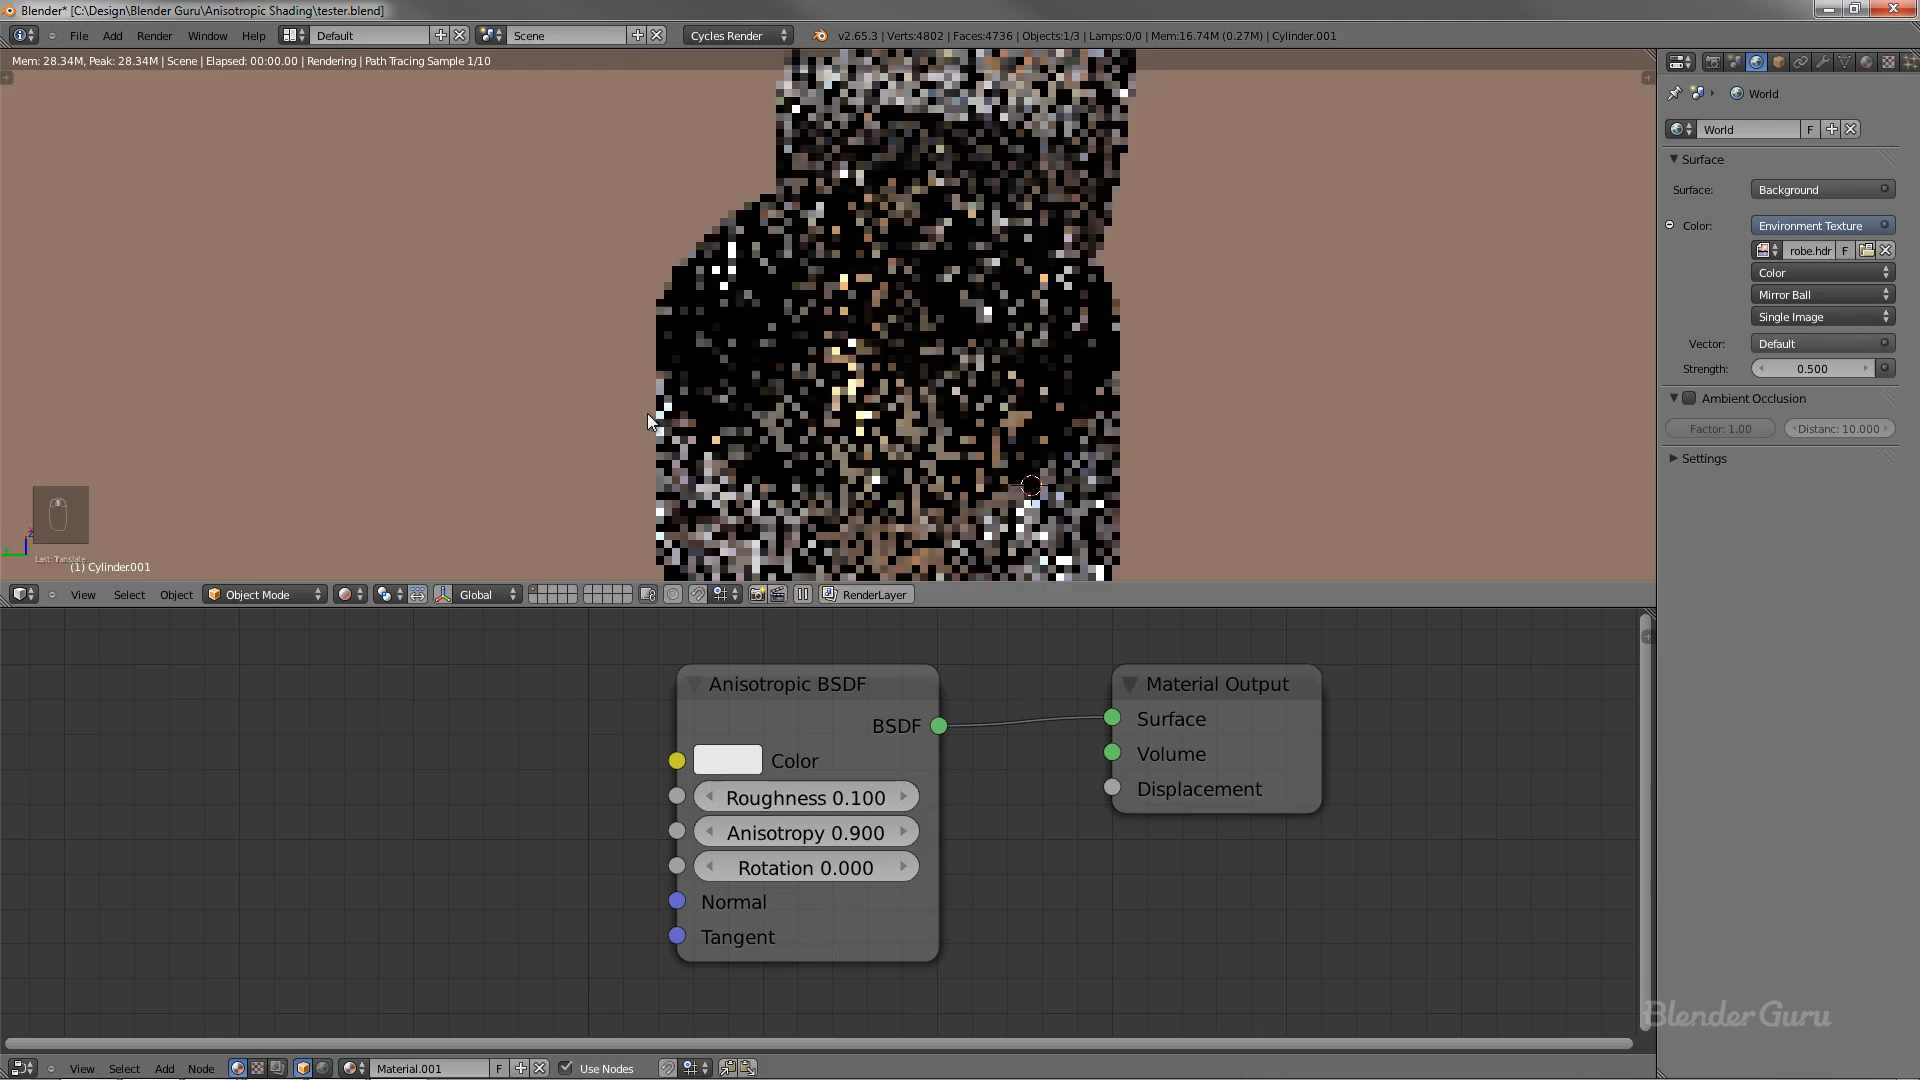 Blender* [C:\Design\Blender Guru\Anisotropic Shading\tester.blend]
File Add Render Window Help Default Scene Cycles Render v2.65.3 | Verts:4802 | Faces:4736 | Objects:1/3 | Lamps:0/0 | Mem:16.74M (0.27M) | Cylinder.001
Mem: 28.34M, Peak: 28.34M | Scene | Elapsed: 00:00.00 | Rendering | Path Tracing Sample 1/10
World
World F
Surface
Surface: Background
Color: Environment Texture
robe.hdr F
Color
Mirror Ball
Single Image
Vector: Default
Strength: 0.500
Ambient Occlusion
Factor: 1.00 Distanc: 10.000
Settings
z
Y
Last: Translate
(1) Cylinder.001
View Select Object Object Mode Global RenderLayer
Anisotropic BSDF
BSDF
Color
Roughness 0.100
Anisotropy 0.900
Rotation 0.000
Normal
Tangent
Material Output
Surface
Volume
Displacement
BlenderGuru
View Select Add Node Material.001 F Use Nodes